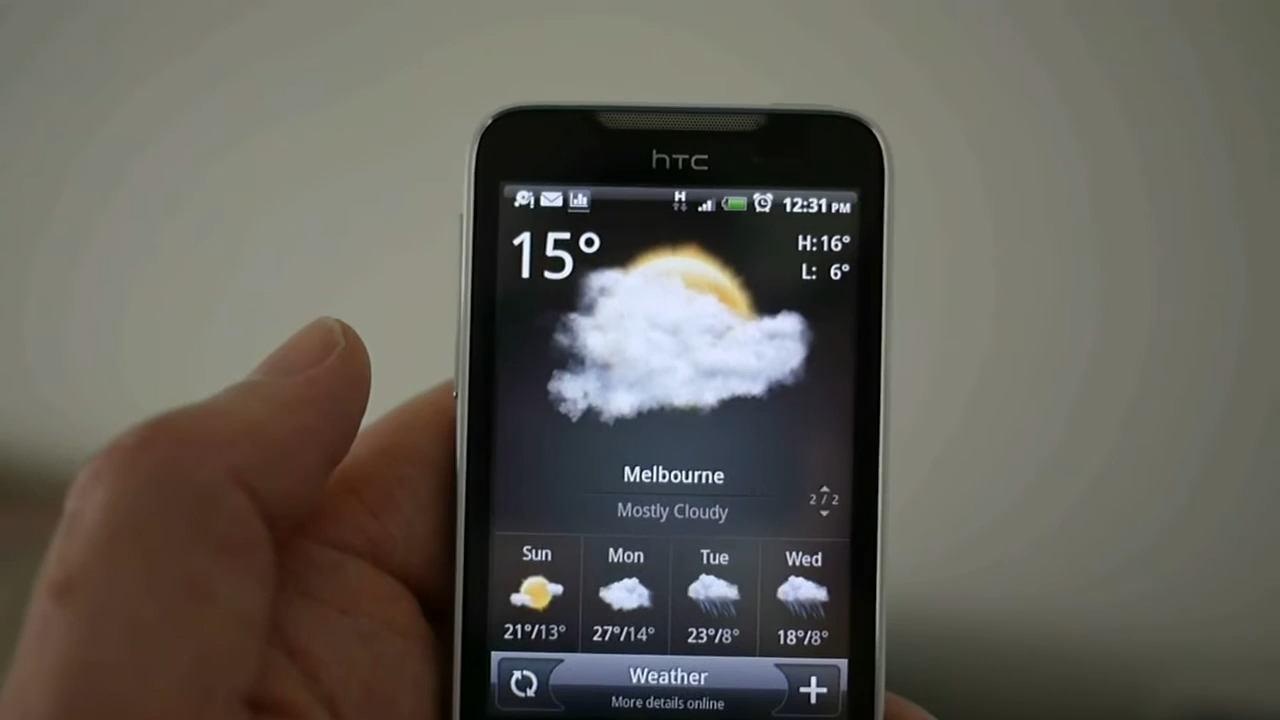 hTC
H
12:31 PM
15°
H: 16°
L: 6°
Melbourne
2 / 2
Mostly Cloudy
Sun Mon Tue Wed
21°/13° 27°/14° 23°/8° 18°/8°
Weather
More details online